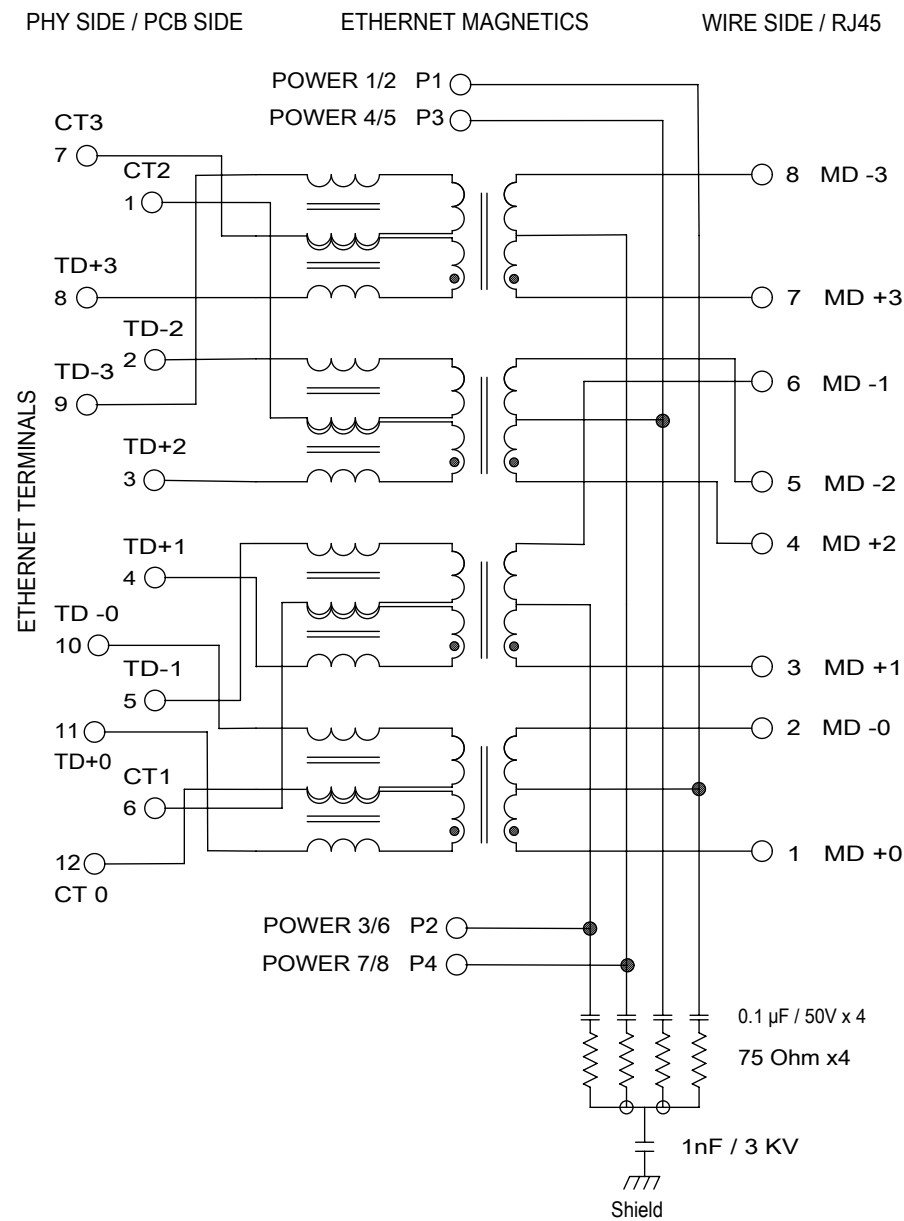 PHY SIDE / PCB SIDE ETHERNET MAGNETICS WIRE SIDE / RJ45
POWER 1/2 P1
POWER 4/5 P3
CT3
7
CT2
1
8 MD -3
TD+3
8
7 MD +3
TD-2
2
TD-3
9
6 MD -1
TD+2
3
5 MD -2
4 MD +2
ETHERNET TERMINALS
TD+1
4
TD -0
10
TD-1
5
3 MD +1
11
TD+0
2 MD -0
CT1
6
12
CT 0
1 MD +0
POWER 3/6 P2
POWER 7/8 P4
0.1 µF / 50V x 4
75 Ohm x4
1nF / 3 KV
Shield